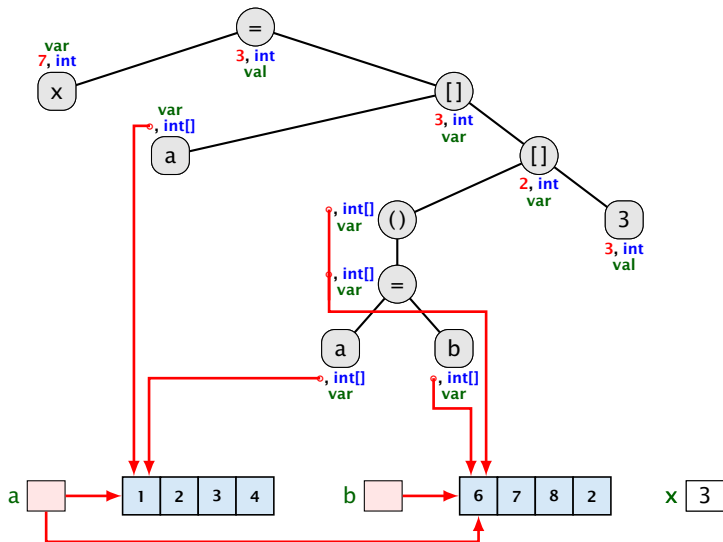 =
var
7, int
3, int
val
x
[]
3, int
var
var
, int[]
a
[]
2, int
var
, int[]
var
()
3
3, int
val
, int[]
var
=
a
b
, int[]
var
, int[]
var
a
1 2 3 4
b
6 7 8 2
x 3